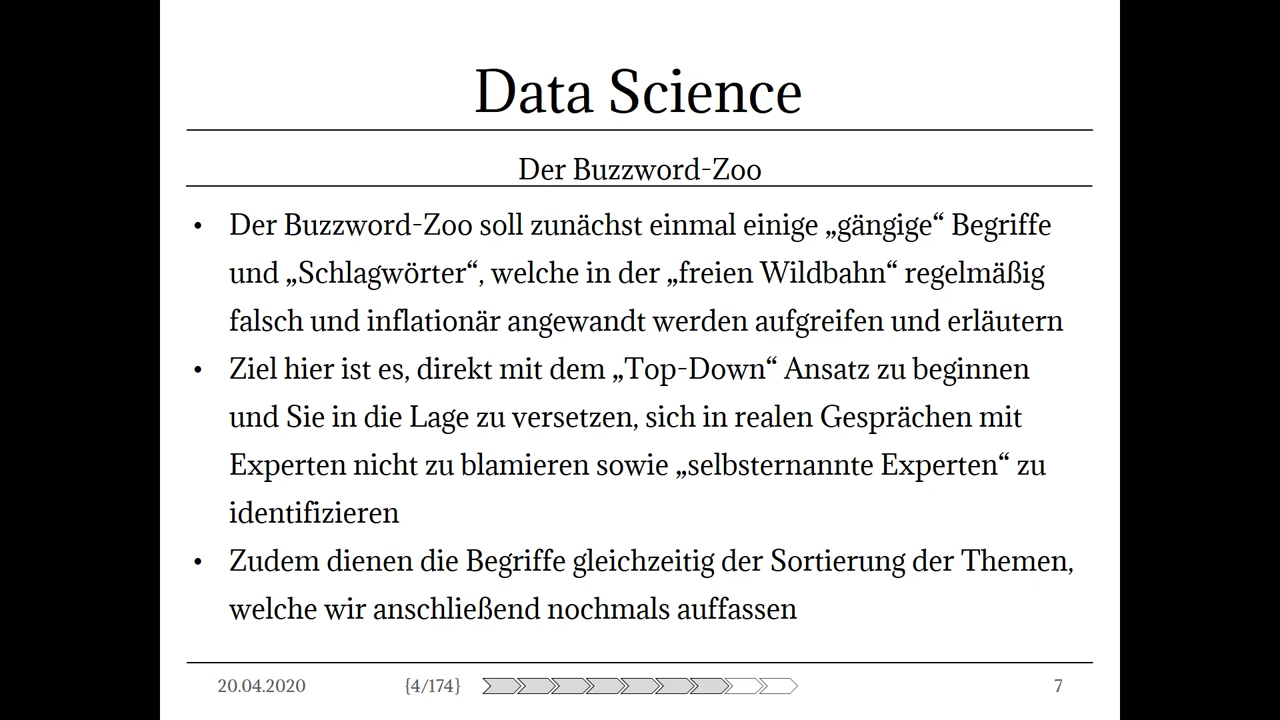 Data Science
Der Buzzword-Zoo
• Der Buzzword-Zoo soll zunächst einmal einige „gängige“ Begriffe
und „Schlagwörter“, welche in der „freien Wildbahn“ regelmäßig
falsch und inflationär angewandt werden aufgreifen und erläutern
• Ziel hier ist es, direkt mit dem „Top-Down“ Ansatz zu beginnen
und Sie in die Lage zu versetzen, sich in realen Gesprächen mit
Experten nicht zu blamieren sowie „selbsternannte Experten“ zu
identifizieren
• Zudem dienen die Begriffe gleichzeitig der Sortierung der Themen,
welche wir anschließend nochmals auffassen
20.04.2020 {4/174} 7